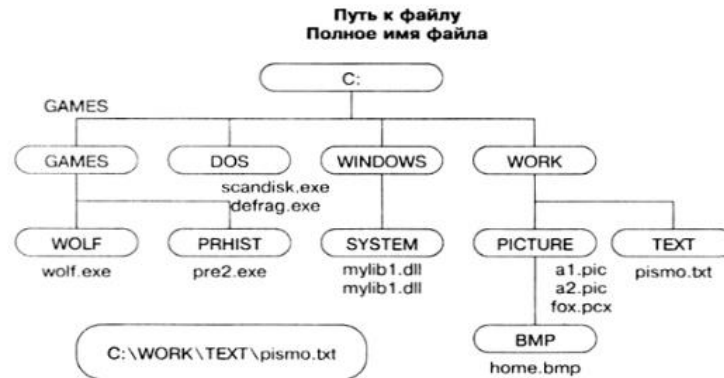 Путь к файлу
Полное имя файла
C:
GAMES
GAMES DOS WINDOWS WORK
scandisk.exe
defrag.exe
WOLF PRHIST SYSTEM PICTURE TEXT
wolf.exe pre2.exe mylib1.dll a1.pic pismo.txt
mylib1.dll a2.pic
fox.pcx
C:\WORK\TEXT\pismo.txt
BMP
home.bmp